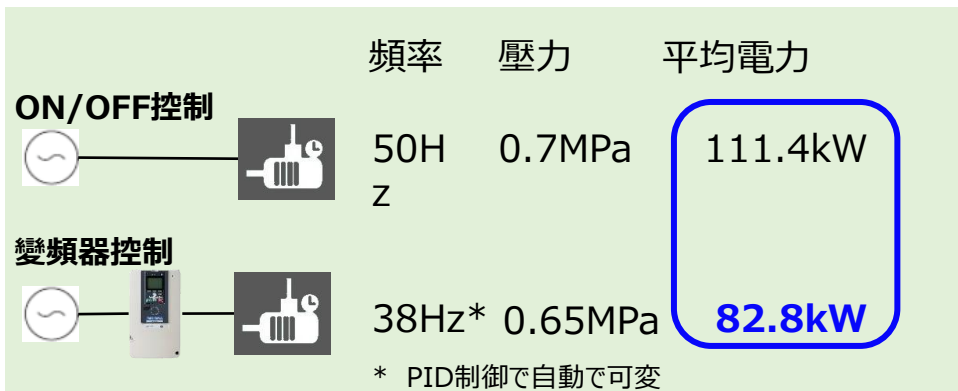 頻率 壓力 平均電力
ON/OFF控制
50H
z
0.7MPa 111.4kW
變頻器控制
38Hz* 0.65MPa 82.8kW
* PID制御で自動で可変